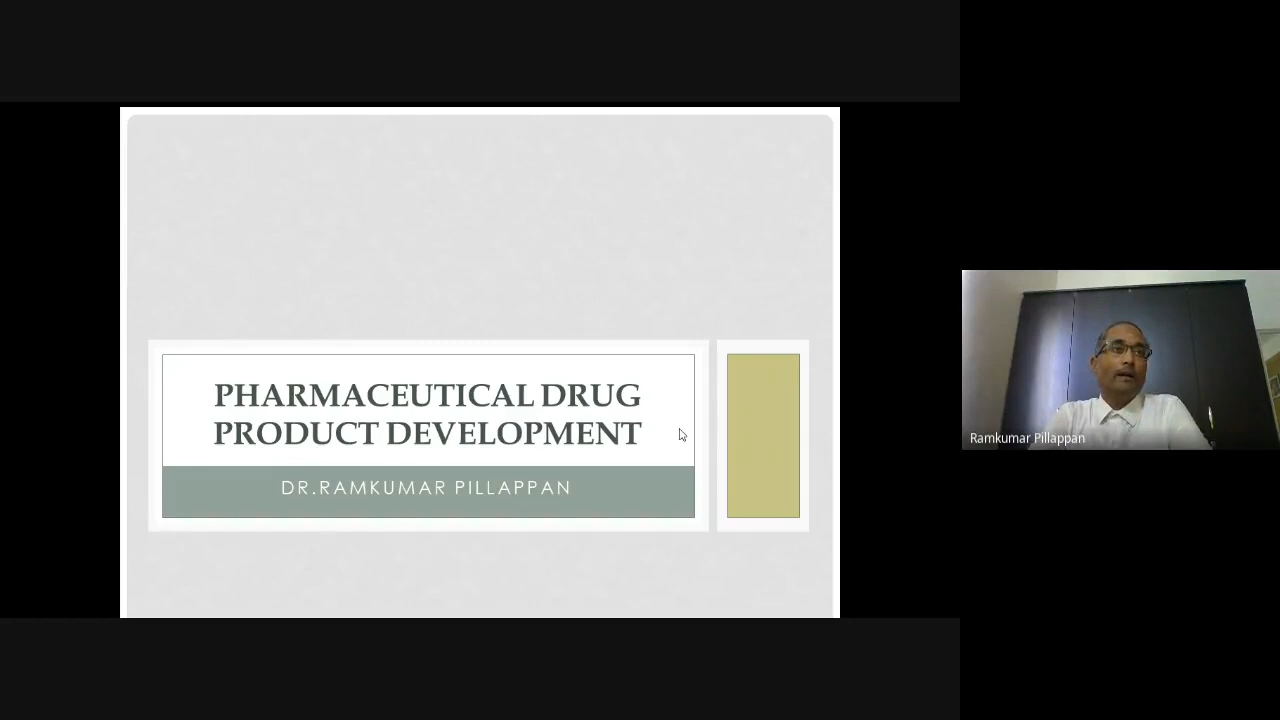 PHARMACEUTICAL DRUG
PRODUCT DEVELOPMENT
DR.RAMKUMAR PILLAPPAN
Ramkumar Pillappan